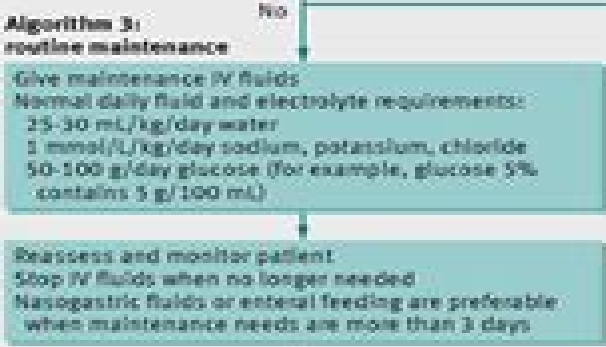 No
Algorithm 3:
routine maintenance
Give maintenance IV fluids
Normal daily fluid and electrolyte requirements:
25-30 mL/kg/day water
1 mmol/L/kg/day sodium, potassium, chloride
50-100 g/day glucose (for example, glucose 5%
contains 5 g/100 mL)
Reassess and monitor patient
Stop IV fluids when no longer needed
Nasogastric fluids or enteral feeding are preferable
when maintenance needs are more than 3 days